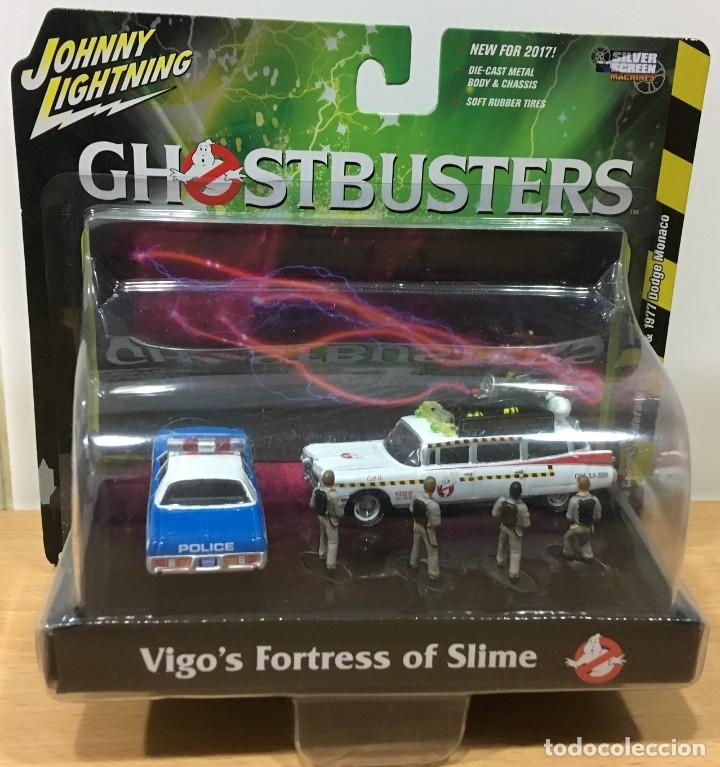 JOHNNY
LIGHTNING
NEW FOR 2017!
DIE-CAST METAL
BODY & CHASSIS
SOFT RUBBER TIRES
SILVER
SCREEN
MACHINES
GHOSTBUSTERS
TM
& 1977 Dodge Monaco
POLICE
Vigo's Fortress of Slime
todocoleccion